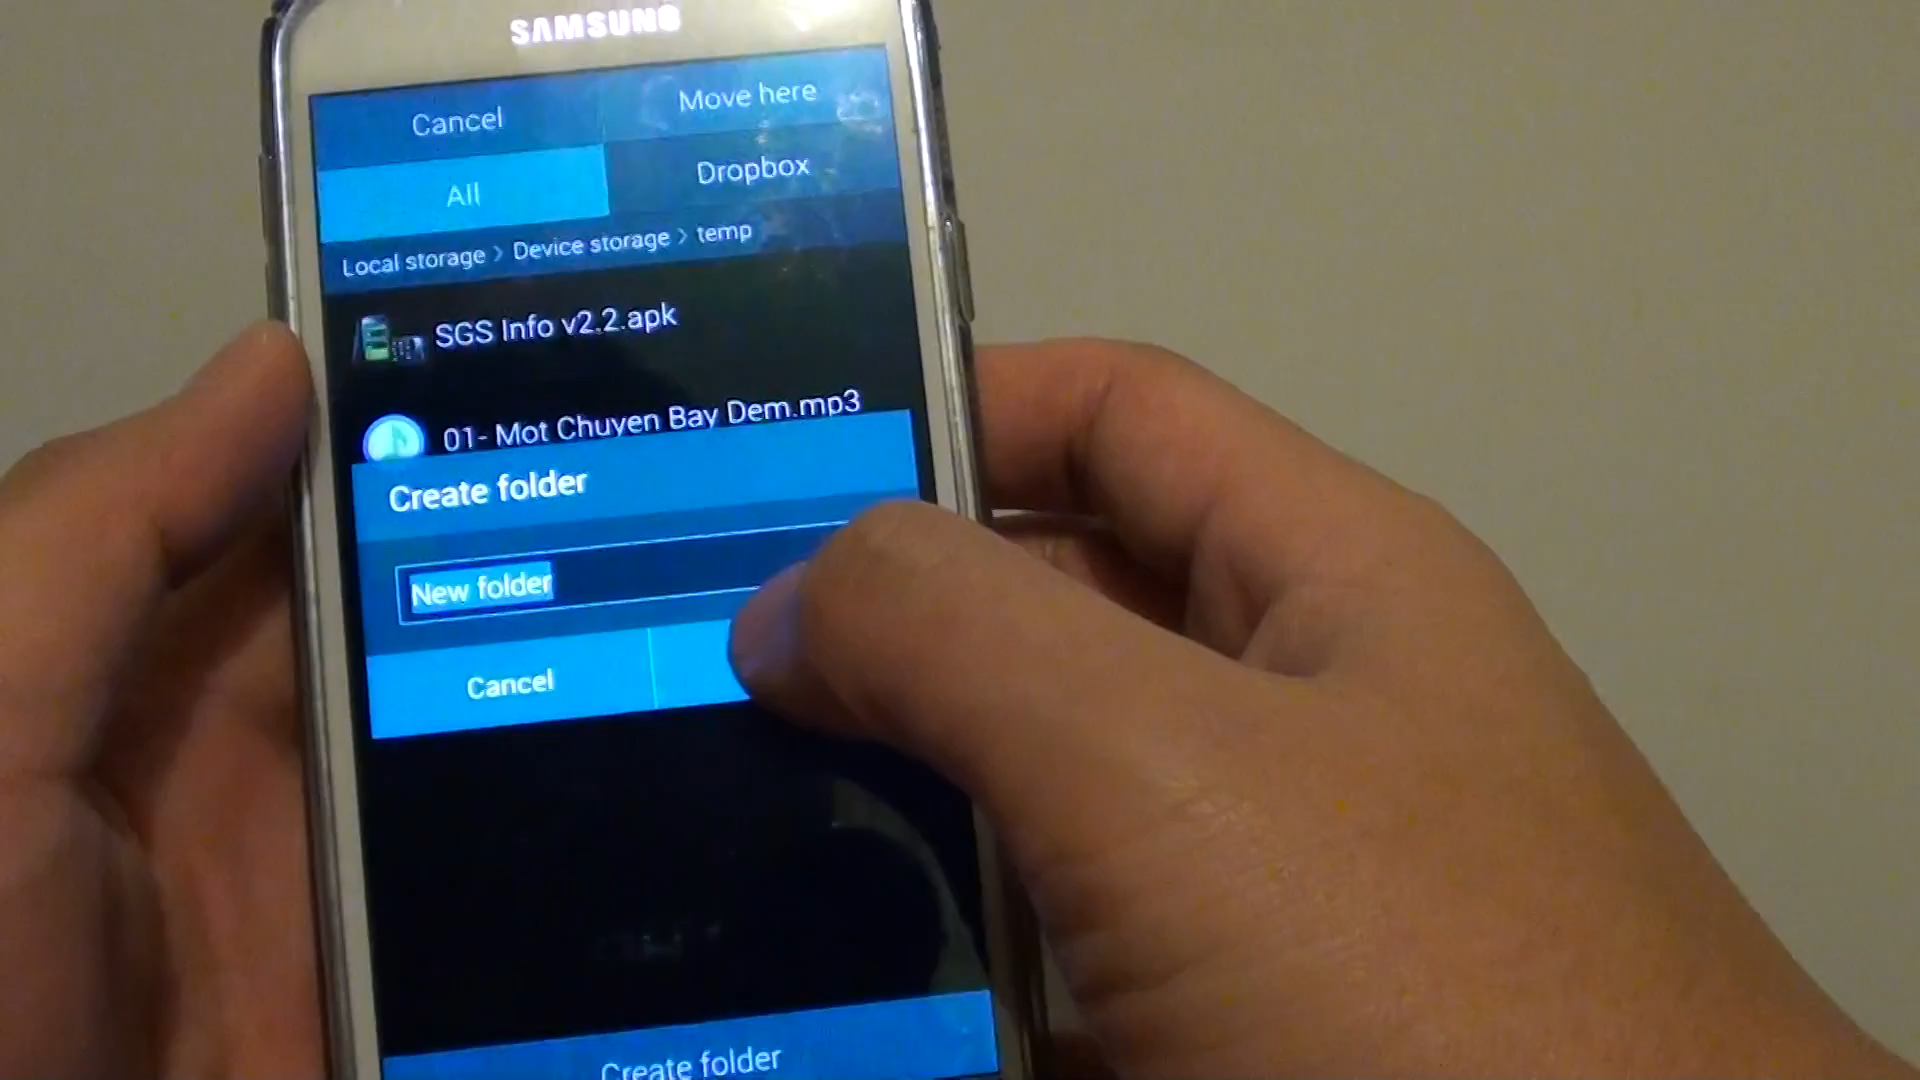 SAMSUNG
Cancel
Move here
All
Dropbox
Local storage > Device storage > temp
SGS Info v2.2.apk
01- Mot Chuyen Bay Dem.mp3
Create folder
New folder
Cancel
Create folder